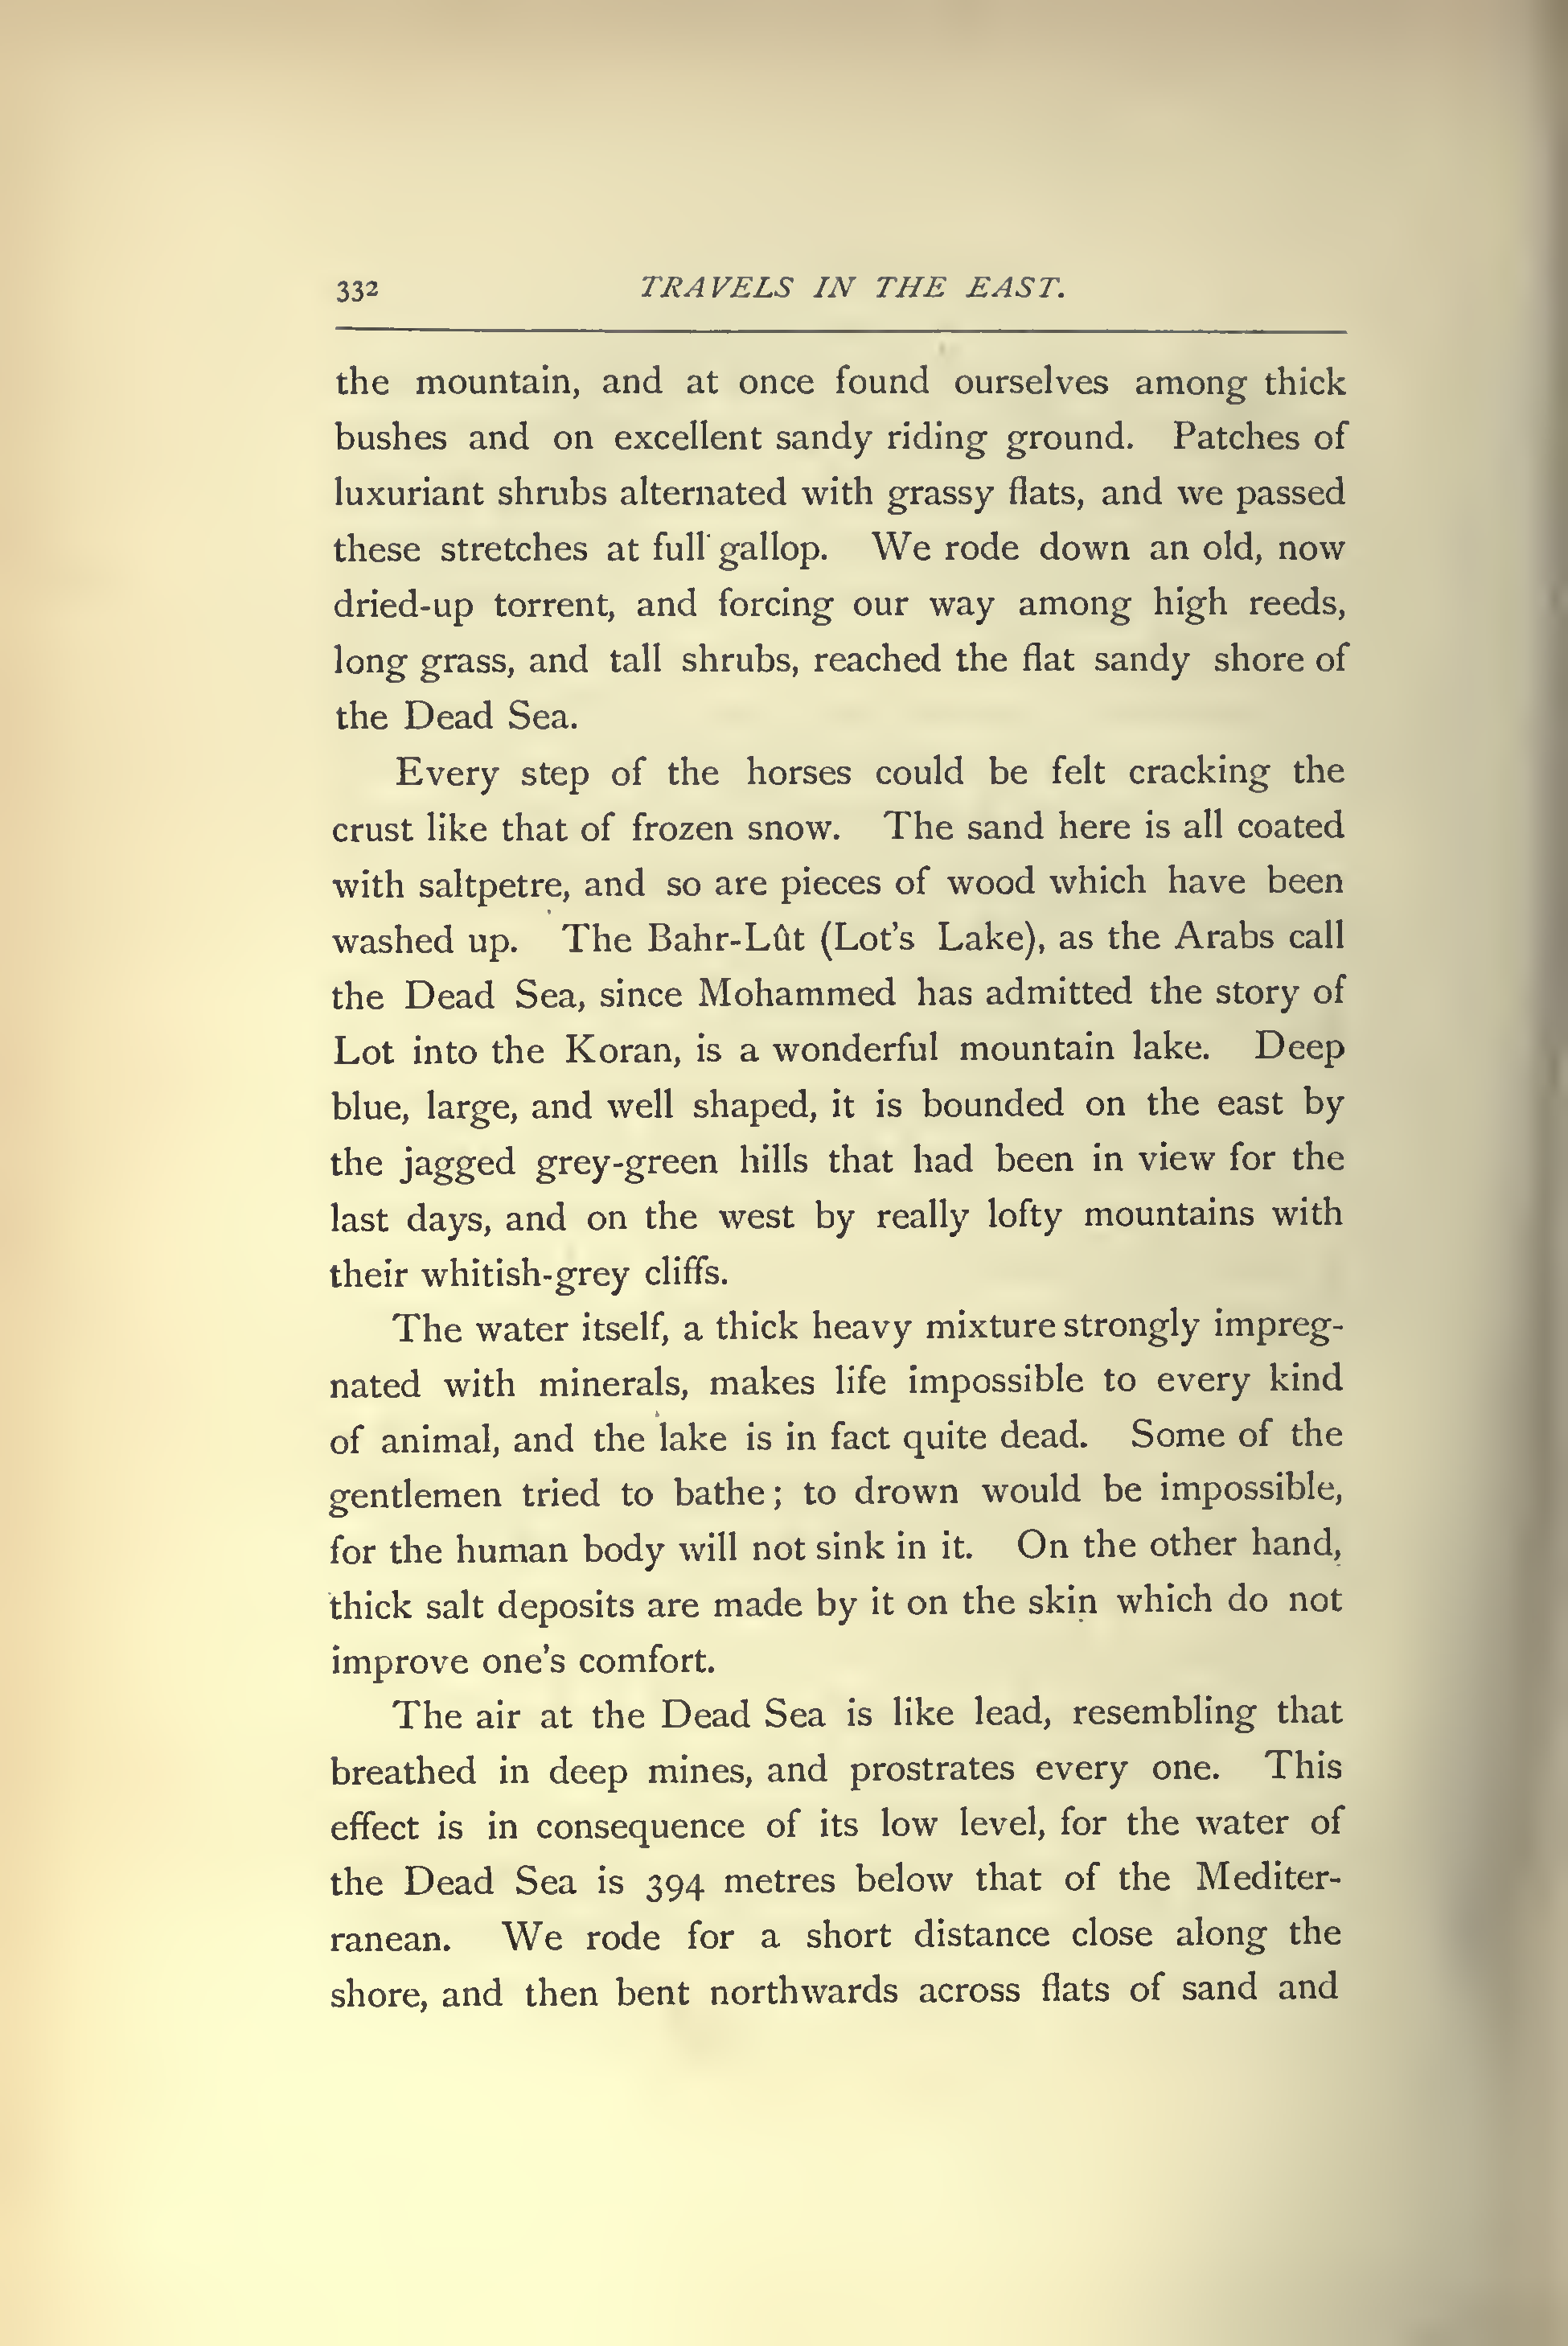 332 TRAVELS IN THE EAST.
the mountain, and at once found ourselves among thick
bushes and on excellent sandy riding ground. Patches of
luxuriant shrubs alternated with grassy flats, and we passed
these stretches at full gallop. We rode down an old, now
dried-up torrent, and forcing our way among high reeds,
long grass, and tall shrubs, reached the flat sandy shore of
the Dead Sea.
Every step of the horses could be felt cracking the
crust like that of frozen snow. The sand here is all coated
with saltpetre, and so are pieces of wood which have been
washed up. The Bahr-Lût (Lot's Lake), as the Arabs call
the Dead Sea, since Mohammed has admitted the story of
Lot into the Koran, is a wonderful mountain lake. Deep
blue, large, and well shaped, it is bounded on the east by
the jagged grey-green hills that had been in view for the
last days, and on the west by really lofty mountains with
their whitish-grey cliffs.
The water itself, a thick heavy mixture strongly impreg-
nated with minerals, makes life impossible to every kind
of animal, and the lake is in fact quite dead. Some of the
gentlemen tried to bathe; to drown would be impossible,
for the human body will not sink in it. On the other hand,
thick salt deposits are made by it on the skin which do not
improve one's comfort.
The air at the Dead Sea is like lead, resembling that
breathed in deep mines, and prostrates every one. This
effect is in consequence of its low level, for the water of
the Dead Sea is 394 metres below that of the Mediter-
ranean. We rode for a short distance close along the
shore, and then bent northwards across flats of sand and